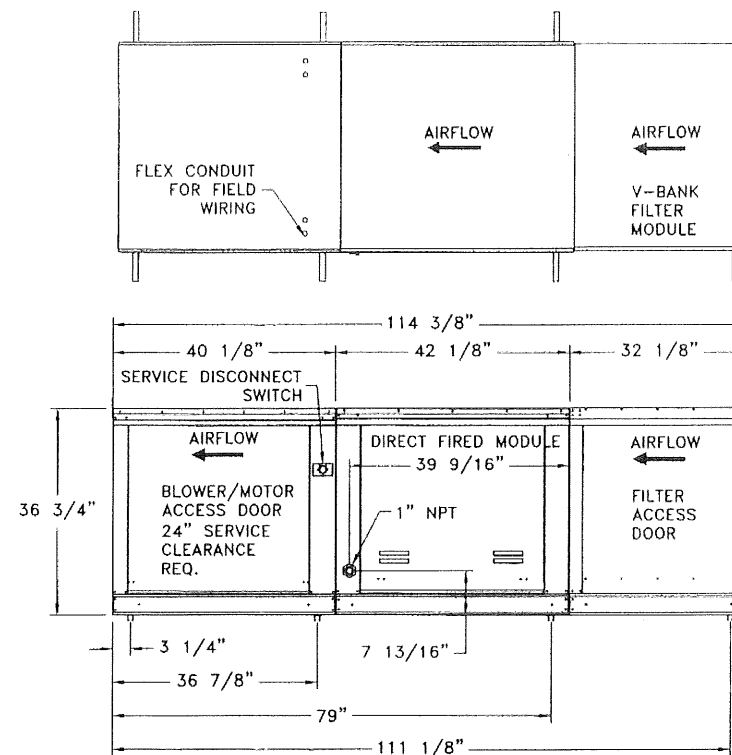 AIRFLOW
AIRFLOW
FLEX CONDUIT
FOR FIELD
WIRING
V-BANK
FILTER
MODULE
114 3/8"
40 1/8"
42 1/8"
32 1/8"
SERVICE DISCONNECT
SWITCH
AIRFLOW
DIRECT FIRED MODULE
AIRFLOW
39 9/16"
36 3/4"
BLOWER/MOTOR
ACCESS DOOR
24" SERVICE
CLEARANCE
REQ.
1" NPT
FILTER
ACCESS
DOOR
3 1/4"
7 13/16"
36 7/8"
79"
111 1/8"